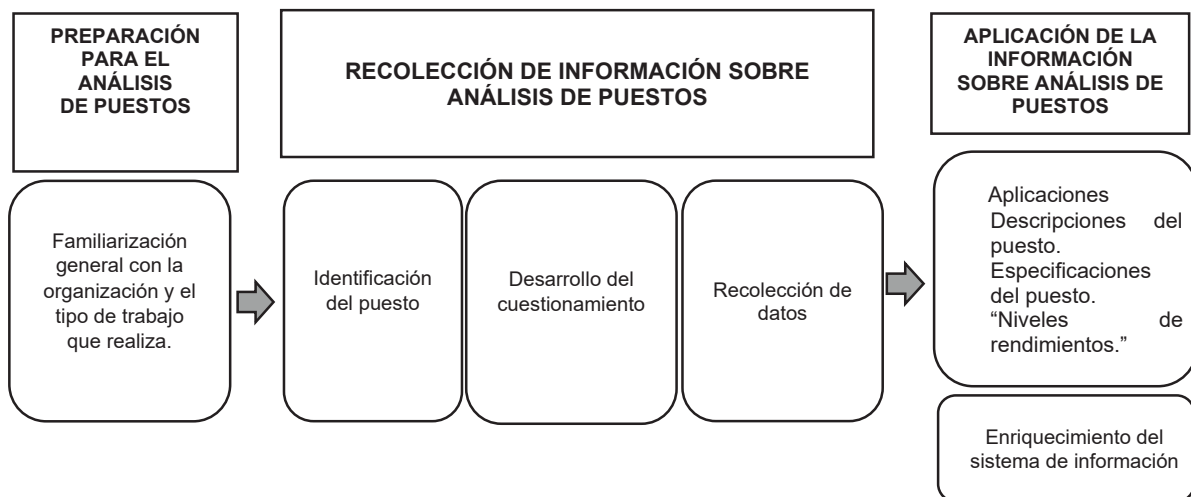 PREPARACIÓN
PARA EL
ANÁLISIS
DE PUESTOS
RECOLECCIÓN DE INFORMACIÓN SOBRE
ANÁLISIS DE PUESTOS
APLICACIÓN DE LA
INFORMACIÓN
SOBRE ANÁLISIS DE
PUESTOS
Familiarización
general con la
organización y el
tipo de trabajo
que realiza.
Identificación
del puesto
Desarrollo del
cuestionamiento
Recolección de
datos
Aplicaciones
Descripciones del
puesto.
Especificaciones
del puesto.
“Niveles de
rendimientos.”
Enriquecimiento del
sistema de información